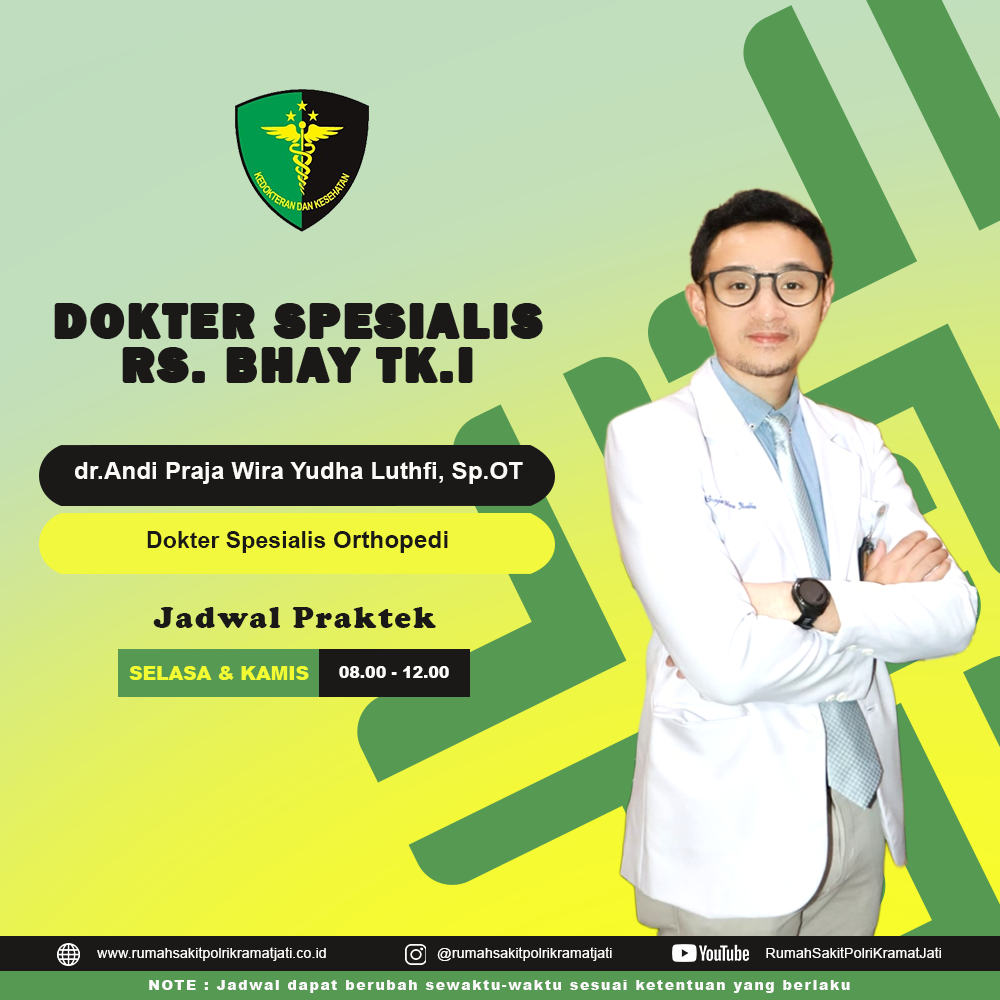 KEDOKTERAN DAN KESEHATAN
DOKTER SPESIALIS
RS. BHAY TK.I
dr.Andi Praja Wira Yudha Luthfi, Sp.OT
Dokter Spesialis Orthopedi
Jadwal Praktek
SELASA & KAMIS 08.00 - 12.00
www.rumahsakitpolrikramatjati.co.id @rumahsakitpolrikramatjati YouTube RumahSakitPolriKramatJati
NOTE : Jadwal dapat berubah sewaktu-waktu sesuai ketentuan yang berlaku